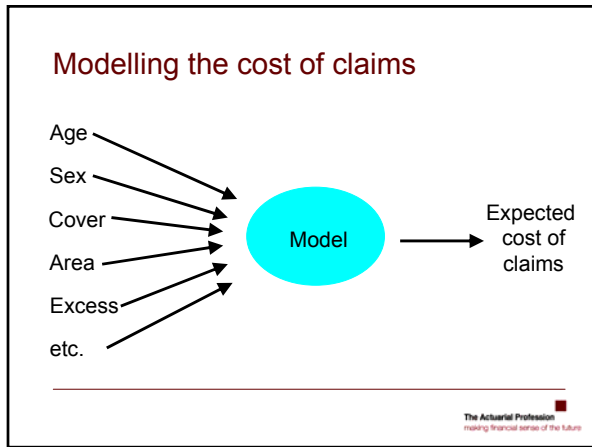 Modelling the cost of claims
Age
Sex
Cover
Area
Excess
etc.
Model
Expected
cost of
claims
The Actuarial Profession
making financial sense of the future